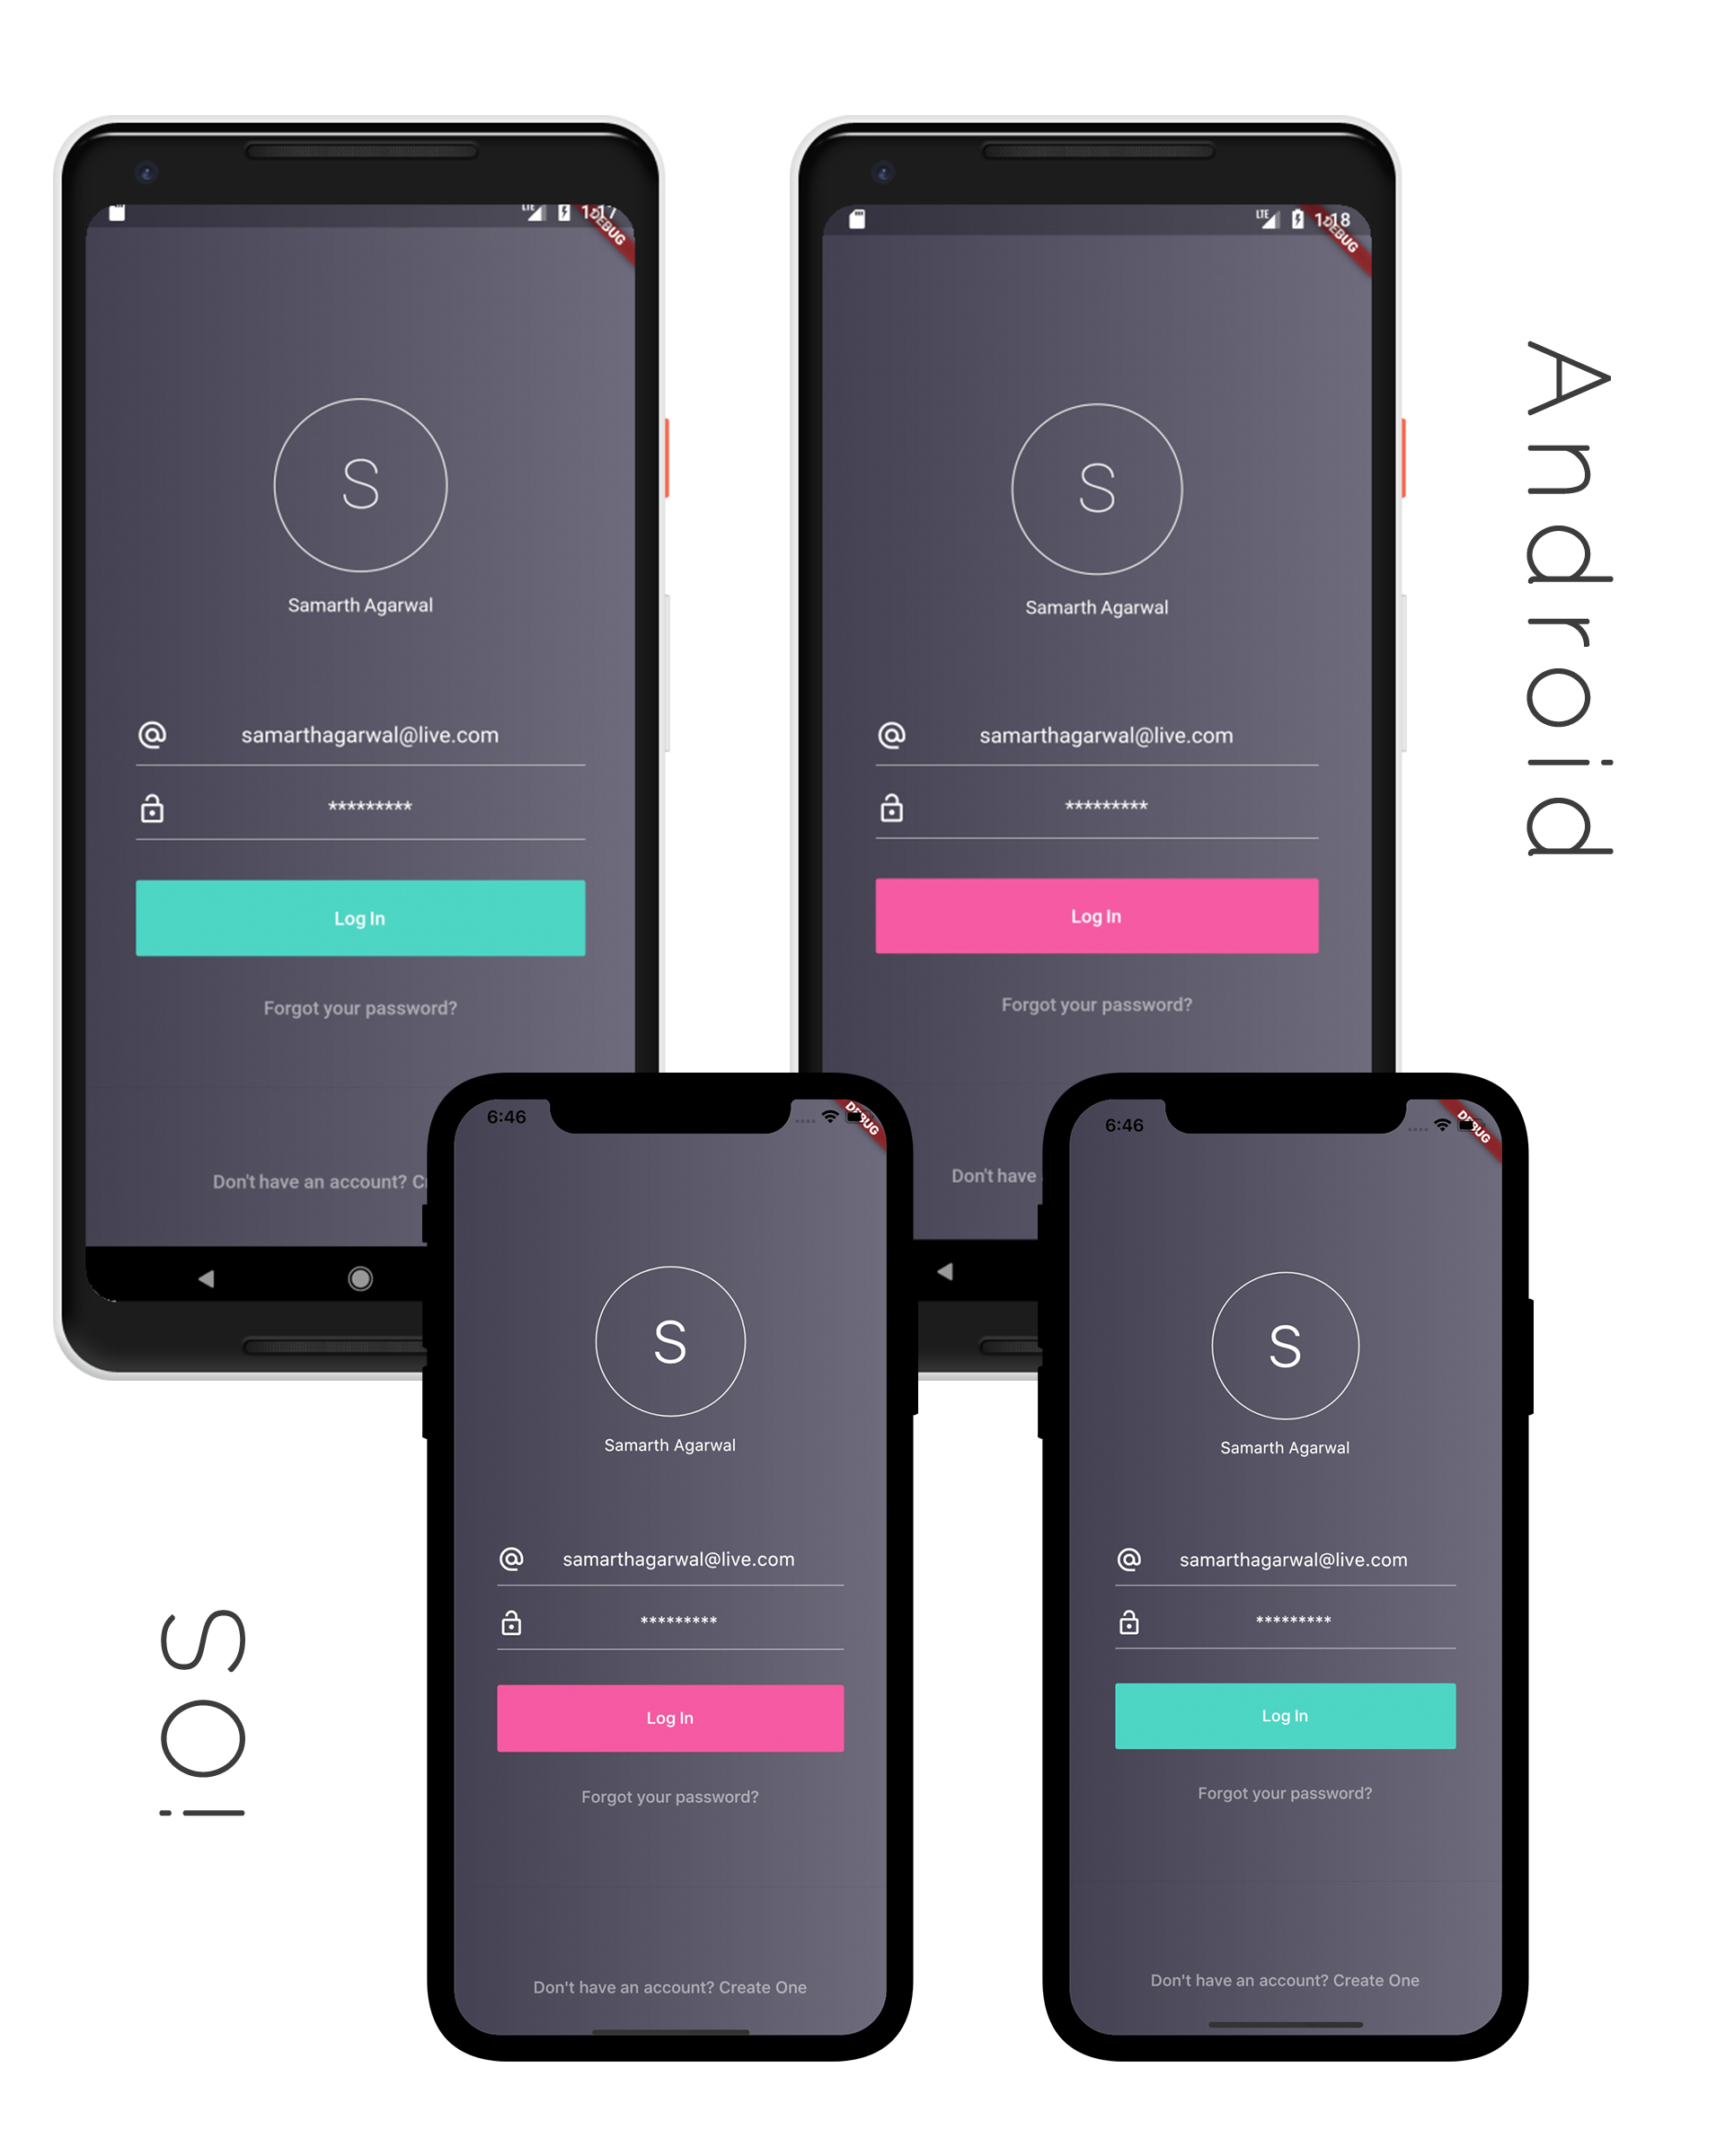 LTE 1:17
DEBUG
S
Samarth Agarwal
@ samarthagarwal@live.com
*********
Log In
Forgot your password?
Don't have an account?
LTE 1:18
DEBUG
S
Samarth Agarwal
@ samarthagarwal@live.com
*********
Log In
Forgot your password?
Don't have
Android
6:46
DEBUG
S
Samarth Agarwal
@ samarthagarwal@live.com
*********
Log In
Forgot your password?
Don't have an account? Create One
6:46
DEBUG
S
Samarth Agarwal
@ samarthagarwal@live.com
*********
Log In
Forgot your password?
Don't have an account? Create One
iOS